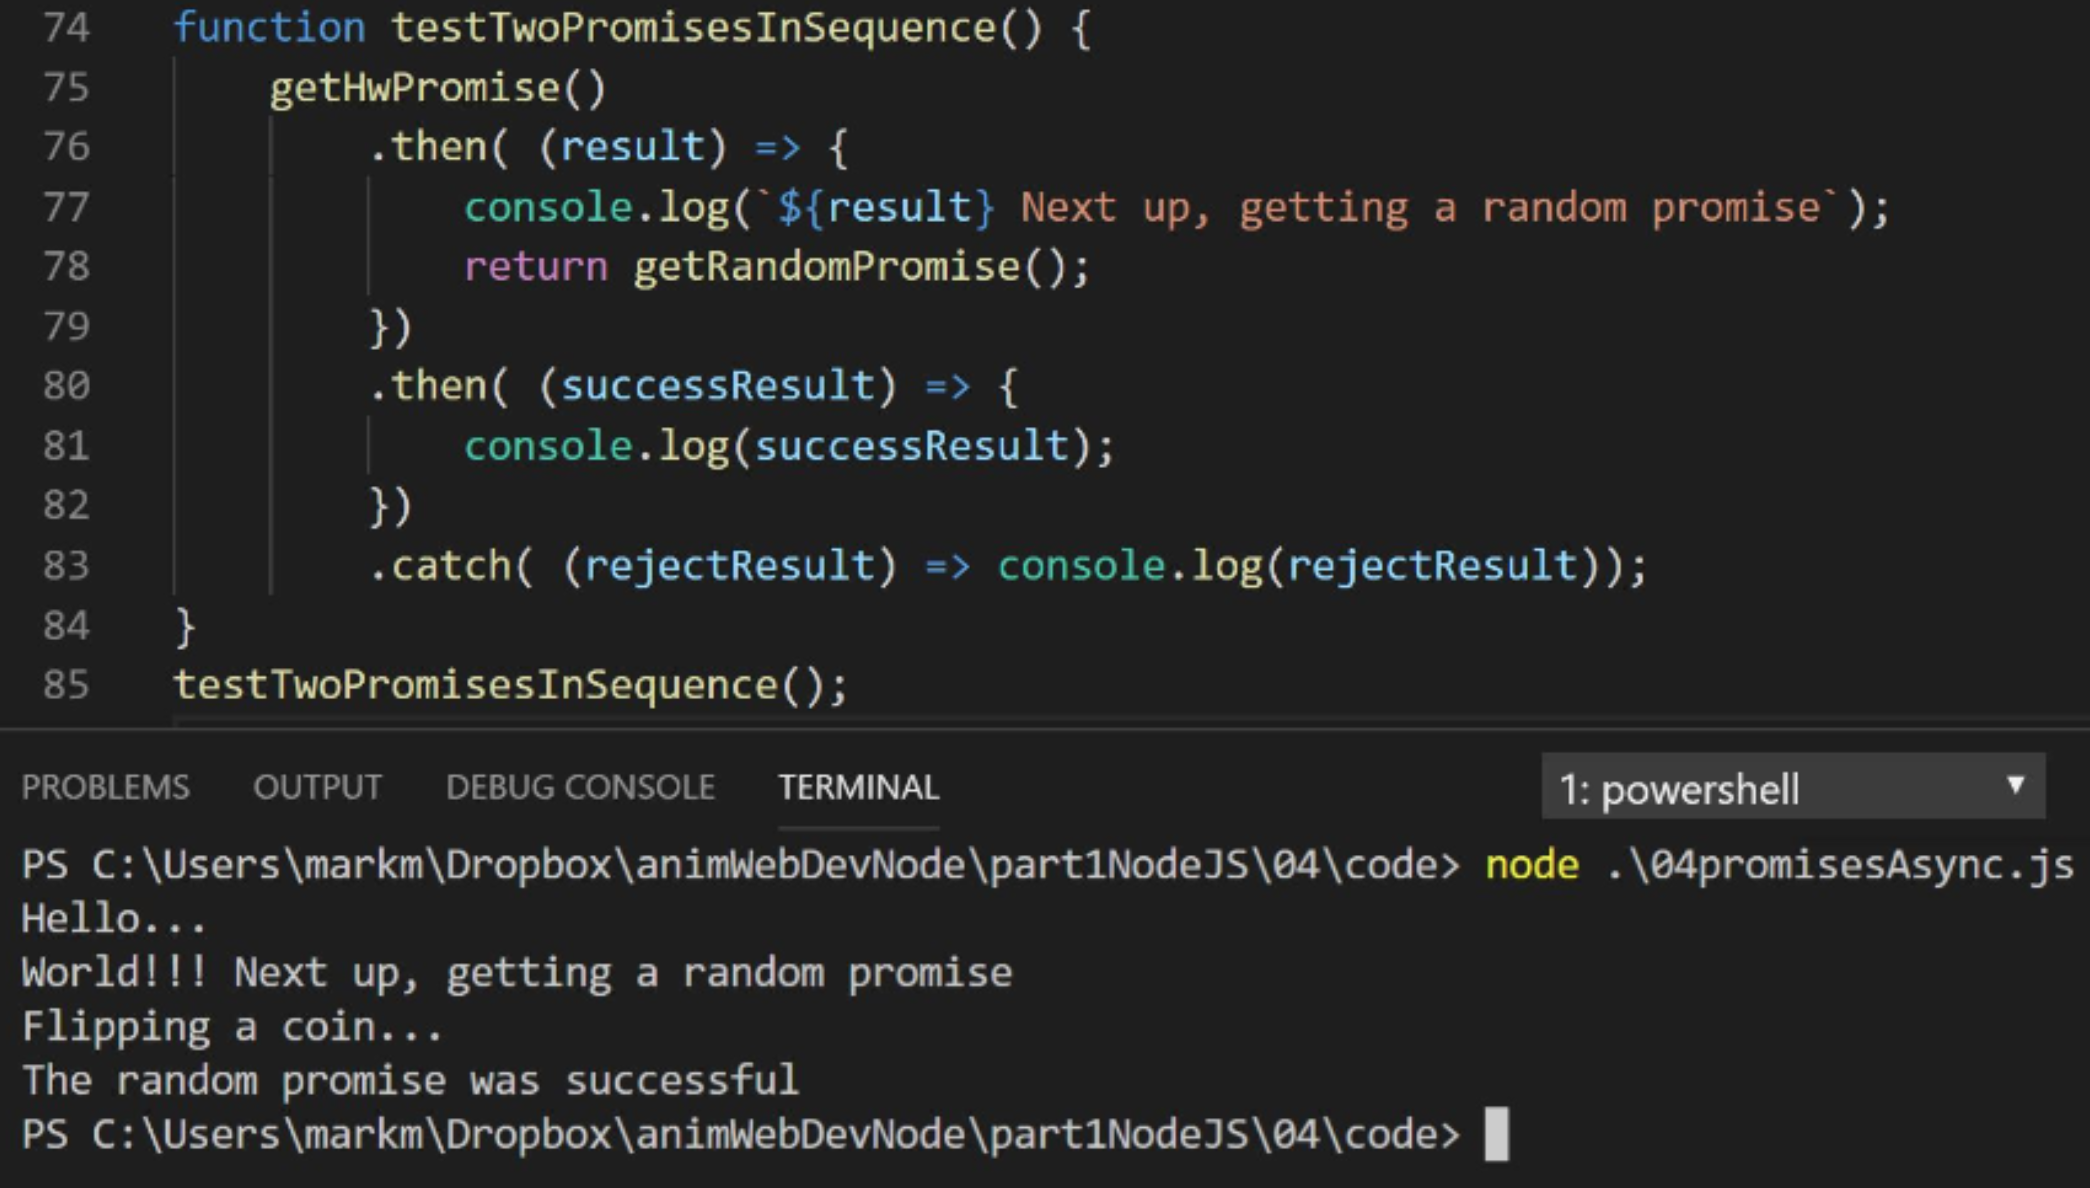 74 function testTwoPromisesInSequence() {
75 getHwPromise()
76 .then( (result) => {
77 console.log(`${result} Next up, getting a random promise`);
78 return getRandomPromise();
79 })
80 .then( (successResult) => {
81 console.log(successResult);
82 })
83 .catch( (rejectResult) => console.log(rejectResult));
84 }
85 testTwoPromisesInSequence();
PROBLEMS OUTPUT DEBUG CONSOLE TERMINAL 1: powershell
PS C:\Users\markm\Dropbox\animWebDevNode\part1NodeJS\04\code> node .\04promisesAsync.js
Hello...
World!!! Next up, getting a random promise
Flipping a coin...
The random promise was successful
PS C:\Users\markm\Dropbox\animWebDevNode\part1NodeJS\04\code>